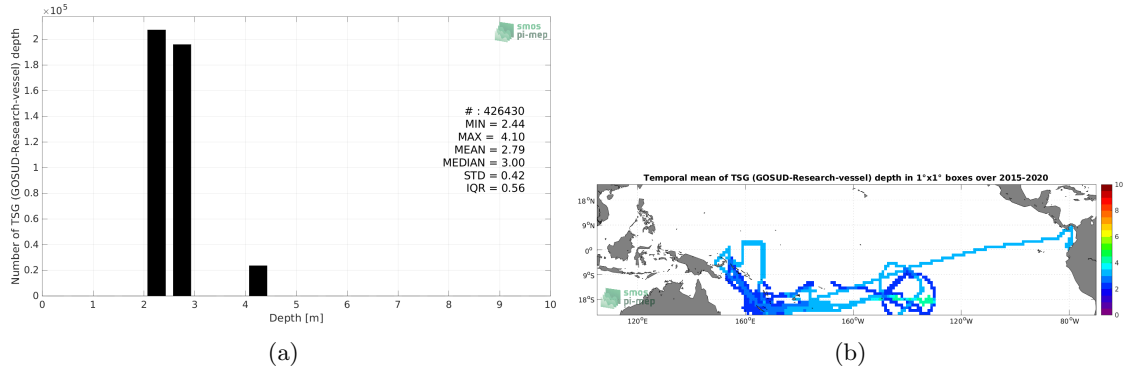 ×10⁵
2
1.8
1.6
1.4
1.2
1
0.8
0.6
0.4
0.2
0
Number of TSG (GOSUD-Research-vessel) depth
0 1 2 3 4 5 6 7 8 9 10
Depth [m]
smos
pi-mep
# : 426430
MIN = 2.44
MAX = 4.10
MEAN = 2.79
MEDIAN = 3.00
STD = 0.42
IQR = 0.56
(a)
Temporal mean of TSG (GOSUD-Research-vessel) depth in 1°x1° boxes over 2015-2020
18°N
9°N
0°
9°S
18°S
120°E 160°E 160°W 120°W 80°W
smos
pi-mep
10
8
6
4
2
0
(b)